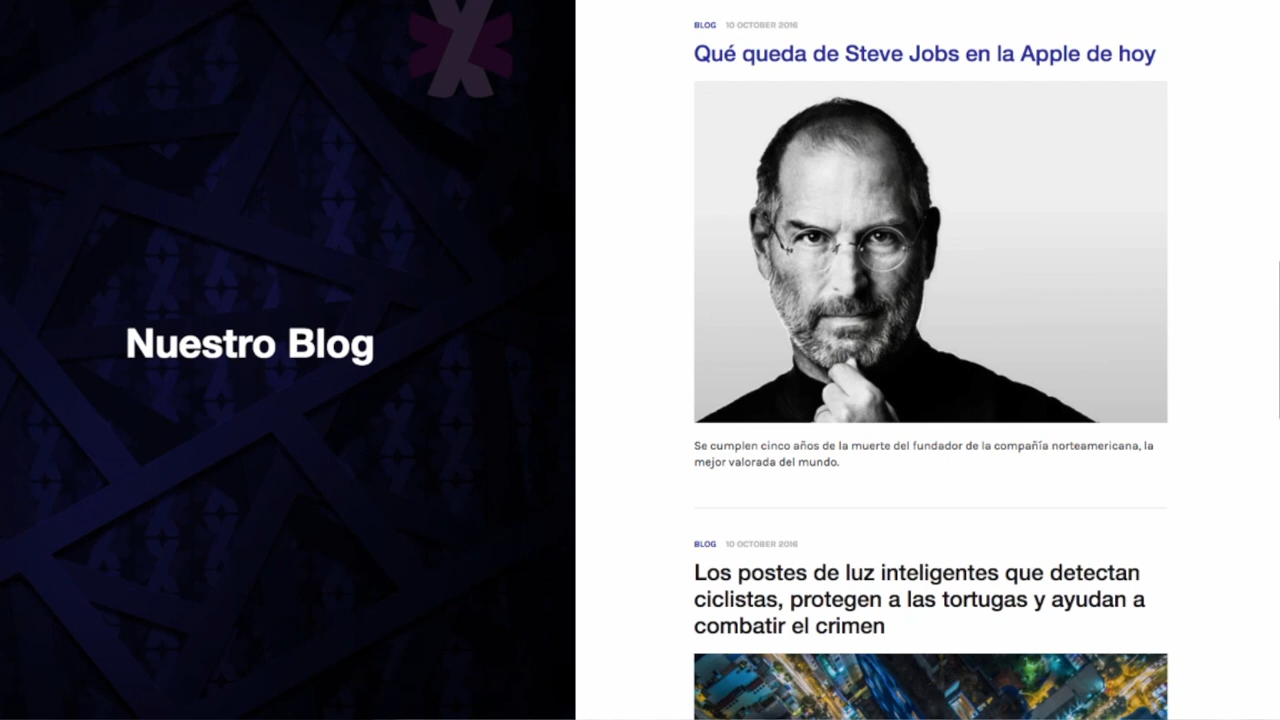 Nuestro Blog
BLOG 10 OCTOBER 2016
Qué queda de Steve Jobs en la Apple de hoy
Se cumplen cinco años de la muerte del fundador de la compañía norteamericana, la
mejor valorada del mundo.
BLOG 10 OCTOBER 2016
Los postes de luz inteligentes que detectan
ciclistas, protegen a las tortugas y ayudan a
combatir el crimen